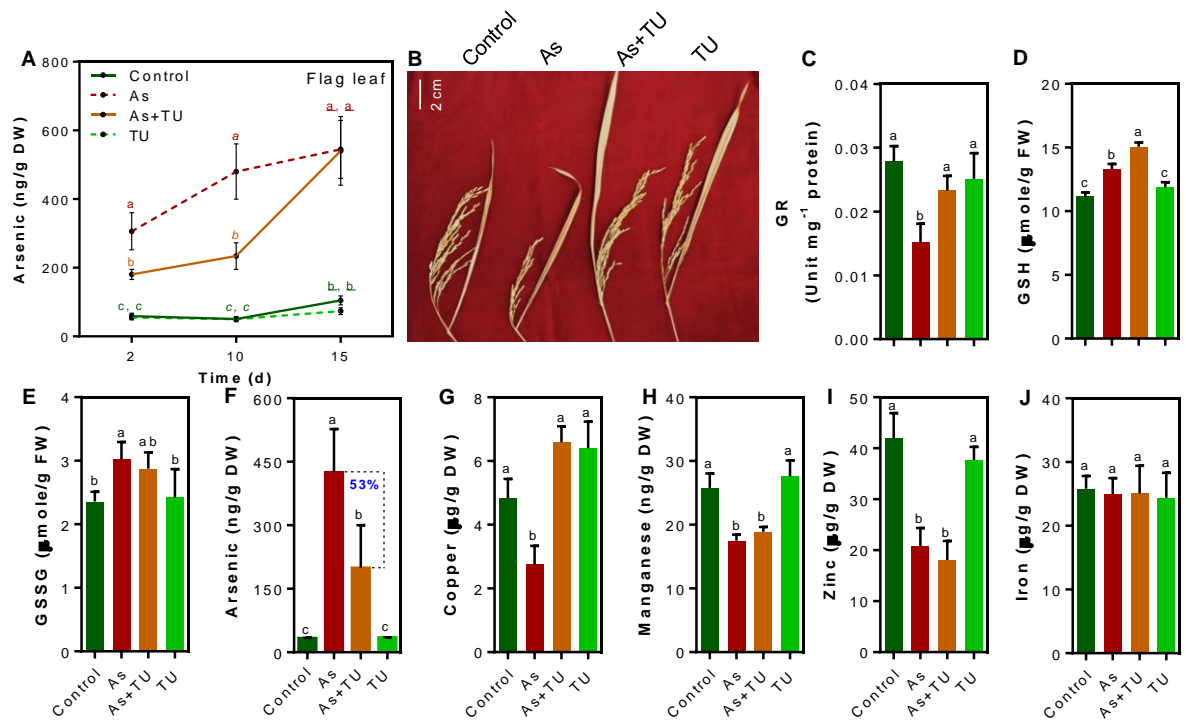 A
Arsenic (ng/g DW)
800
600
400
200
0
Control
As
As+TU
TU
Flag leaf
a
b
c, c
a
b
c, c
a, a
b, b
2
10
15
Time (d)
B
Control
As
As+TU
TU
2 cm
C
GR
(Unit mg-1 protein)
0.04
0.03
0.02
0.01
0.00
a
b
a
a
D
GSH (µmole/g FW)
20
15
10
5
0
c
b
a
c
E
GSSG (µmole/g FW)
4
3
2
1
0
b
a
ab
b
Control
As
As+TU
TU
F
Arsenic (ng/g DW)
600
450
300
150
0
c
a
b
c
53%
Control
As
As+TU
TU
G
Copper (µg/g DW)
8
6
4
2
0
a
b
a
a
Control
As
As+TU
TU
H
Manganese (ng/g DW)
40
30
20
10
0
a
b
b
a
Control
As
As+TU
TU
I
Zinc (µg/g DW)
50
40
30
20
10
0
a
b
b
a
Control
As
As+TU
TU
J
Iron (µg/g DW)
40
30
20
10
0
a
a
a
a
Control
As
As+TU
TU